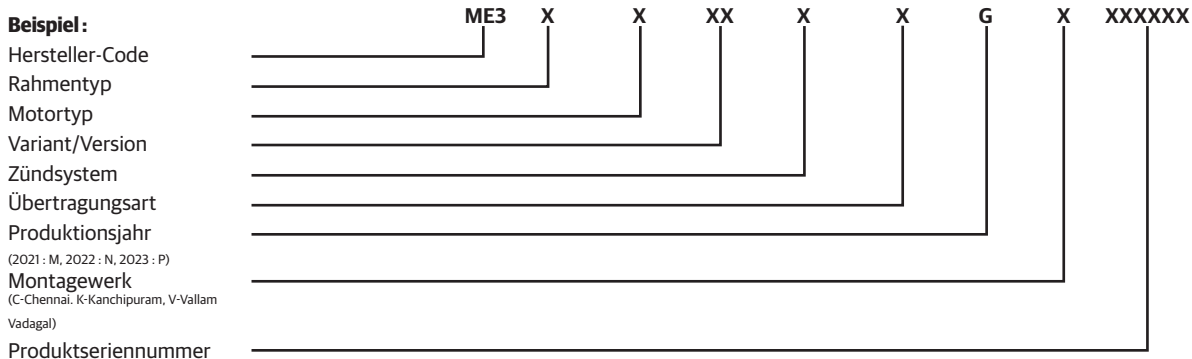 Beispiel : ME3 X X XX X X G X XXXXXX
Hersteller-Code
Rahmentyp
Motortyp
Variant/Version
Zündsystem
Übertragungsart
Produktionsjahr
(2021 : M, 2022 : N, 2023 : P)
Montagewerk
(C-Chennai. K-Kanchipuram, V-Vallam
Vadagal)
Produktseriennummer